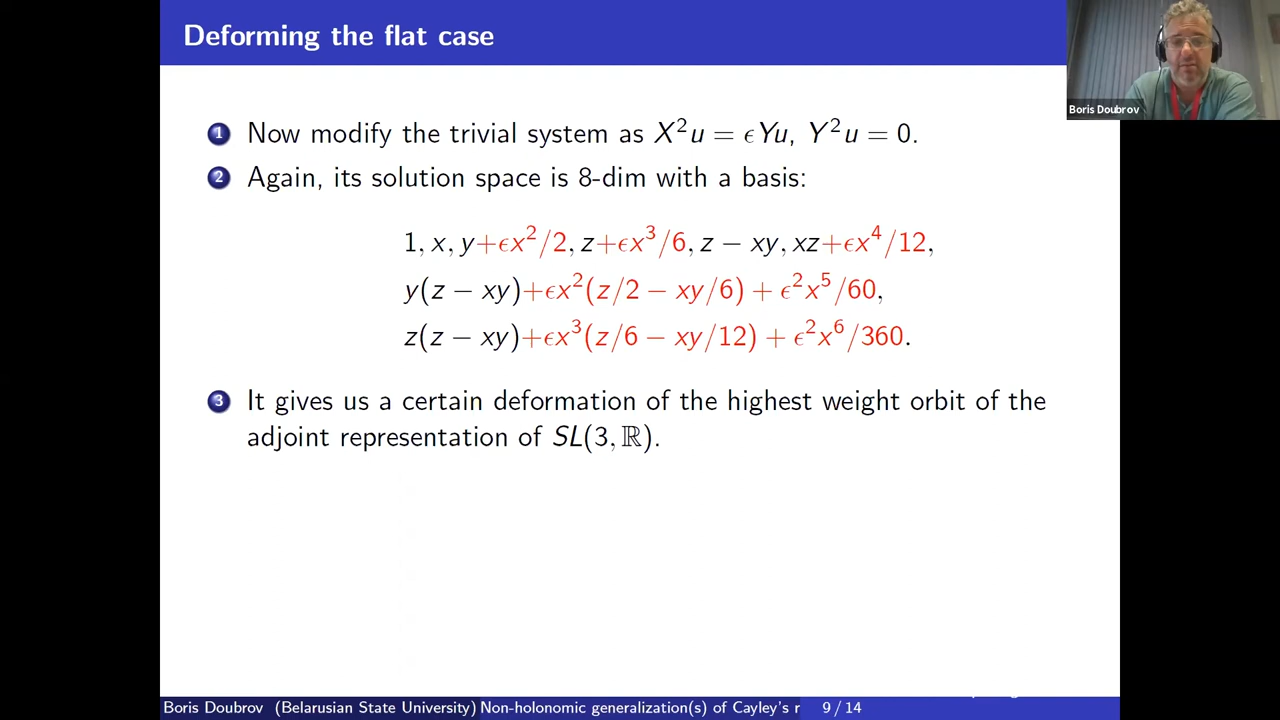 Deforming the flat case
Boris Doubrov
1 Now modify the trivial system as X²u = ϵYu, Y²u = 0.
2 Again, its solution space is 8-dim with a basis:
1, x, y+ϵx²/2, z+ϵx³/6, z − xy, xz+ϵx⁴/12,
y(z − xy)+ϵx²(z/2 − xy/6) + ϵ²x⁵/60,
z(z − xy)+ϵx³(z/6 − xy/12) + ϵ²x⁶/360.
3 It gives us a certain deformation of the highest weight orbit of the
adjoint representation of SL(3, ℝ).
Boris Doubrov (Belarusian State University) Non-holonomic generalization(s) of Cayley's r 9 / 14